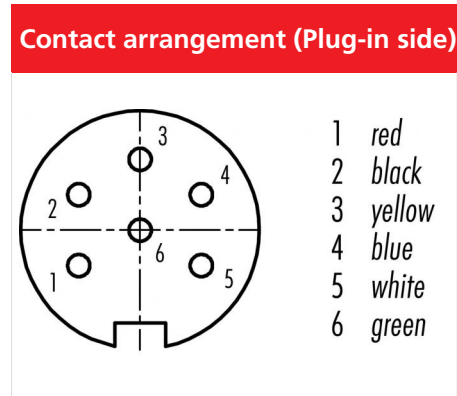 Contact arrangement (Plug-in side)
3
2
4
6
1
5
1 red
2 black
3 yellow
4 blue
5 white
6 green